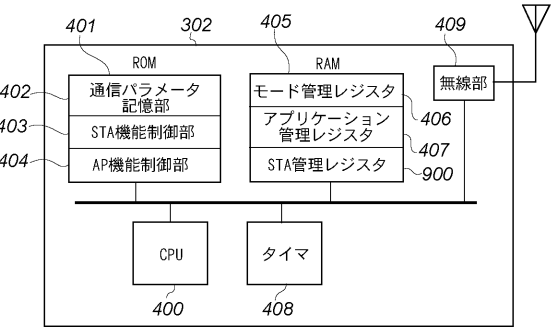 401
302
405
409
ROM
RAM
402
通信パラメータ
記憶部
モード管理レジスタ
406
無線部
403
STA機能制御部
アプリケーション
管理レジスタ
407
404
AP機能制御部
STA管理レジスタ
900
CPU
タイマ
400
408